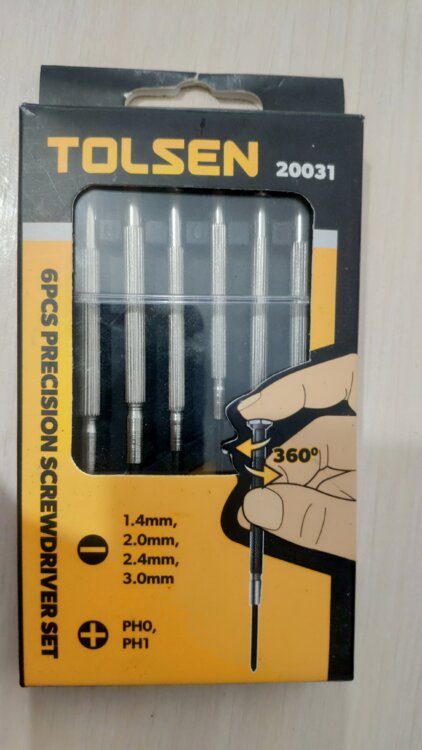 TOLSEN 20031
6PCS PRECISION SCREWDRIVER SET
360°
1.4mm,
2.0mm,
2.4mm,
3.0mm
PH0,
PH1